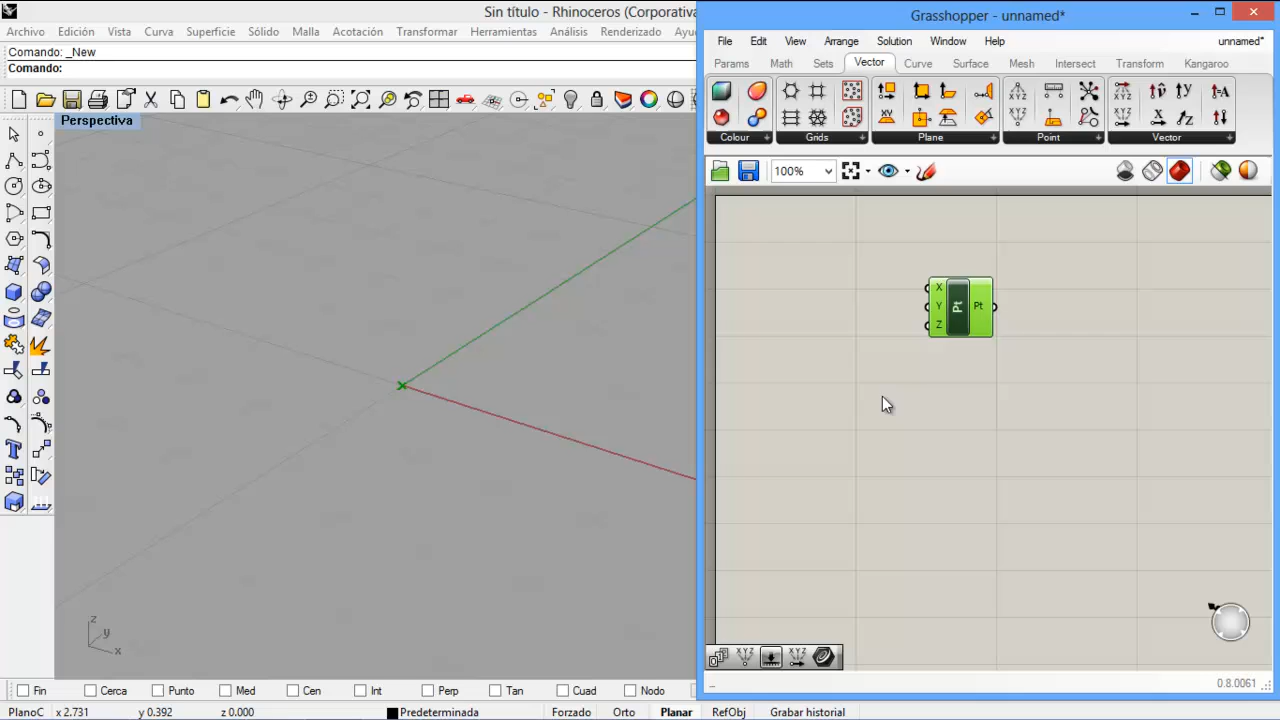 Sin título - Rhinoceros (Corporativa
Archivo Edición Vista Curva Superficie Sólido Malla Acotación Transformar Herramientas Análisis Renderizado Ayu
Comando: _New
Comando:
Perspectiva
z
y
x
Fin Cerca Punto Med Cen Int Perp Tan Cuad Nodo
PlanoC x 2.731 y 0.392 z 0.000 Predeterminada Forzado Orto Planar RefObj Grabar historial
Grasshopper - unnamed*
File Edit View Arrange Solution Window Help unnamed*
Params Math Sets Vector Curve Surface Mesh Intersect Transform Kangaroo
Colour Grids Plane Point Vector
100%
X
Y Pt Pt
Z
0.8.0061